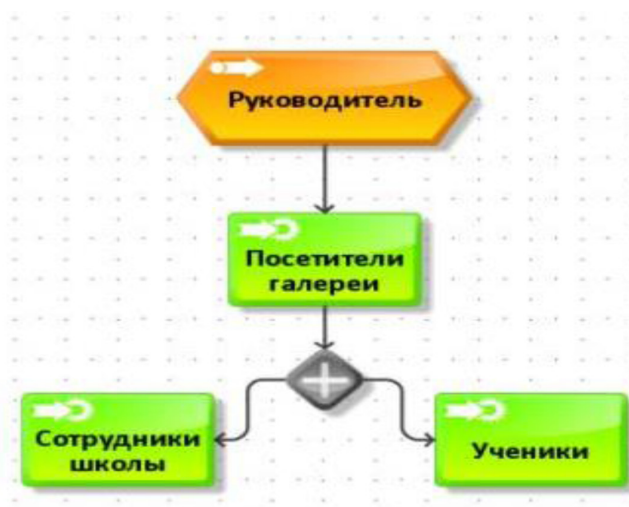 Руководитель
Посетители
галереи
Сотрудники
школы
Ученики